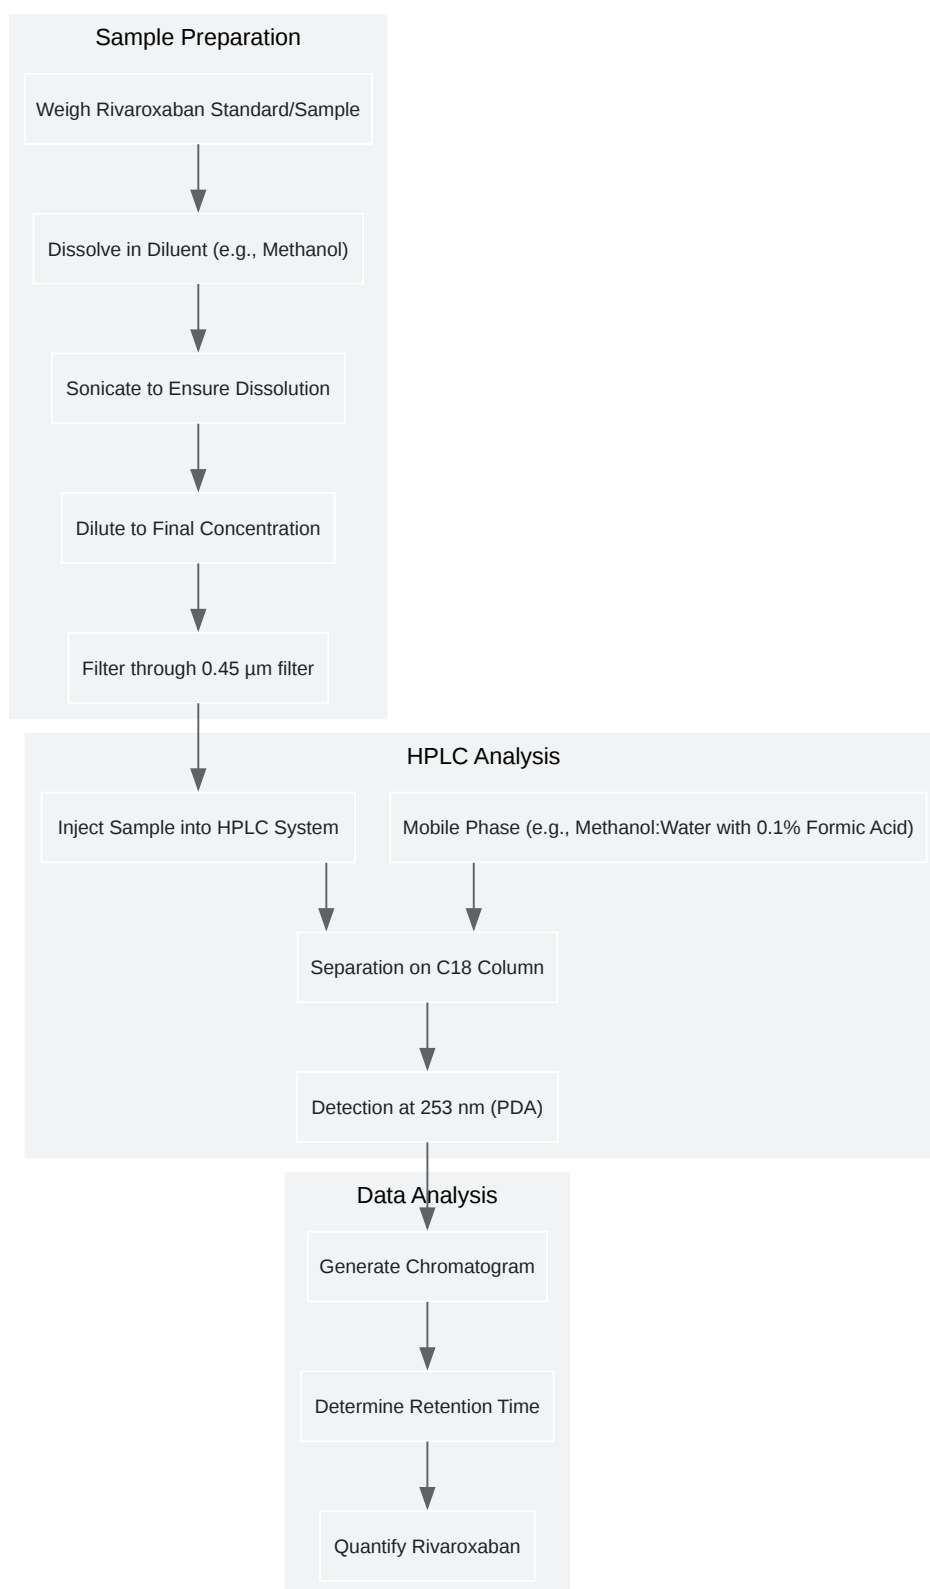 Sample Preparation
Weigh Rivaroxaban Standard/Sample
Dissolve in Diluent (e.g., Methanol)
Sonicate to Ensure Dissolution
Dilute to Final Concentration
Filter through 0.45 µm filter
HPLC Analysis
Inject Sample into HPLC System
Mobile Phase (e.g., Methanol:Water with 0.1% Formic Acid)
Separation on C18 Column
Detection at 253 nm (PDA)
Data Analysis
Generate Chromatogram
Determine Retention Time
Quantify Rivaroxaban